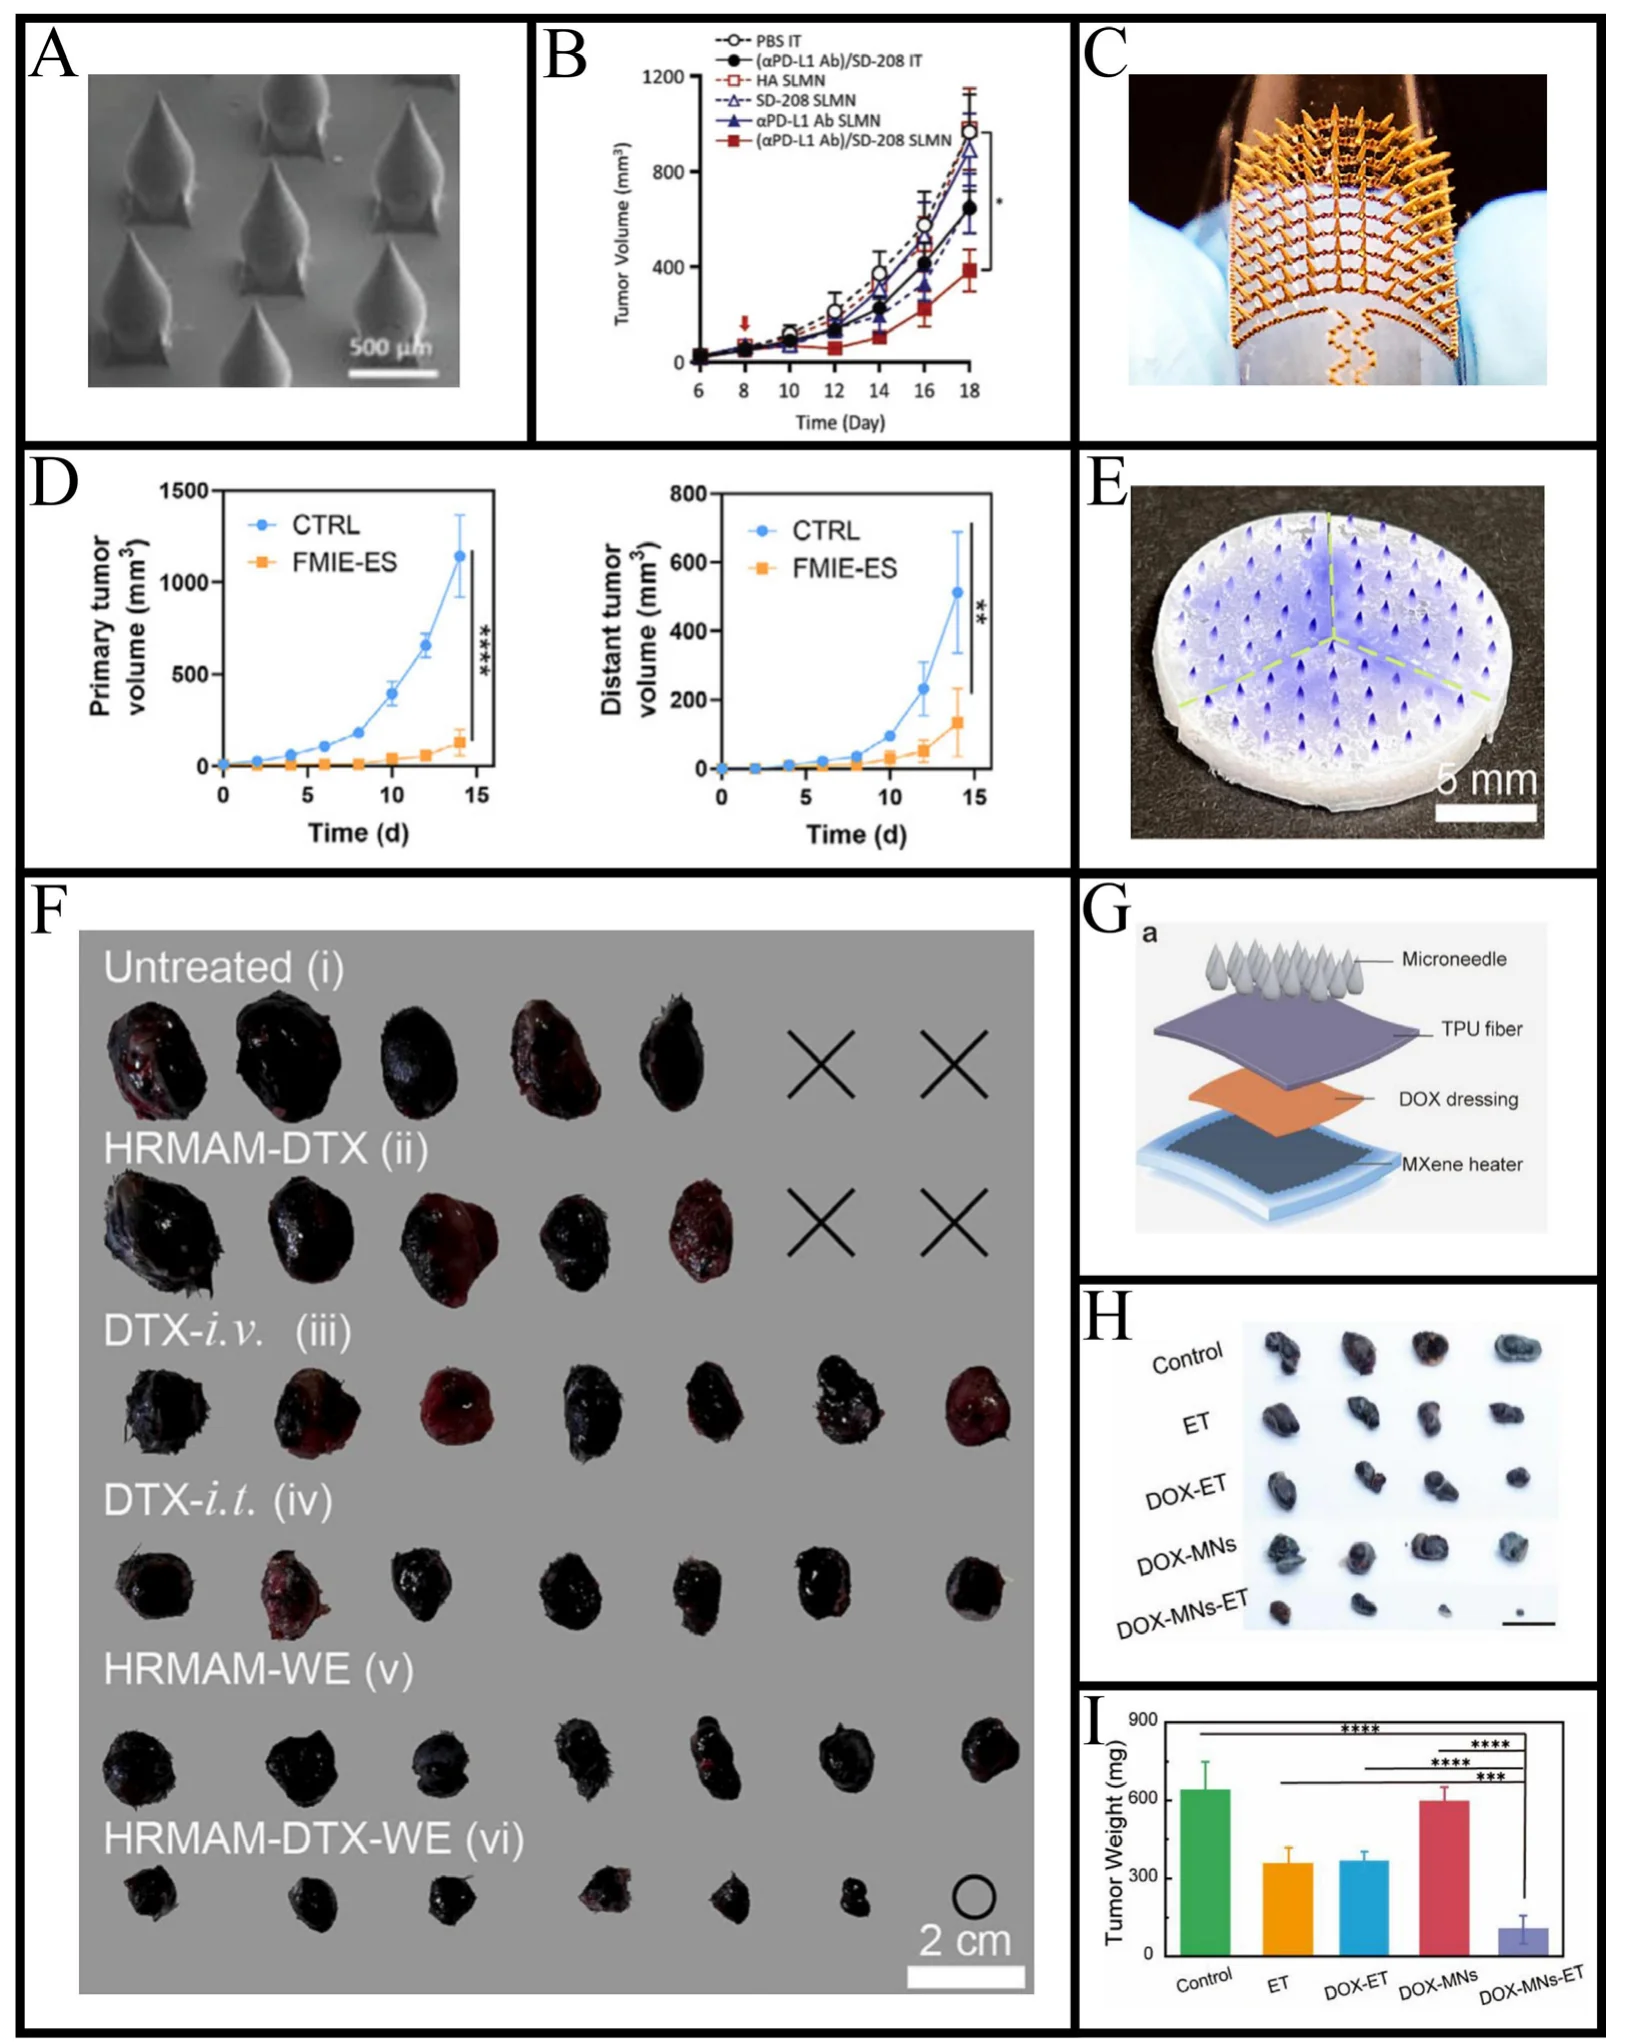 A
500 μm
B
PBS IT
(αPD-L1 Ab)/SD-208 IT
HA SLMN
SD-208 SLMN
αPD-L1 Ab SLMN
(αPD-L1 Ab)/SD-208 SLMN
Tumor Volume (mm³)
1200
800
400
0
6 8 10 12 14 16 18
Time (Day)
*
C
D
Primary tumor
volume (mm³)
1500
1000
500
0
CTRL
FMIE-ES
****
0 5 10 15
Time (d)
Distant tumor
volume (mm³)
800
600
400
200
0
CTRL
FMIE-ES
**
0 5 10 15
Time (d)
E
5 mm
F
Untreated (i)
HRMAM-DTX (ii)
DTX-i.v. (iii)
DTX-i.t. (iv)
HRMAM-WE (v)
HRMAM-DTX-WE (vi)
2 cm
G
a
Microneedle
TPU fiber
DOX dressing
MXene heater
H
Control
ET
DOX-ET
DOX-MNs
DOX-MNs-ET
I
Tumor Weight (mg)
900
600
300
0
****
****
****
***
Control ET DOX-ET DOX-MNs DOX-MNs-ET